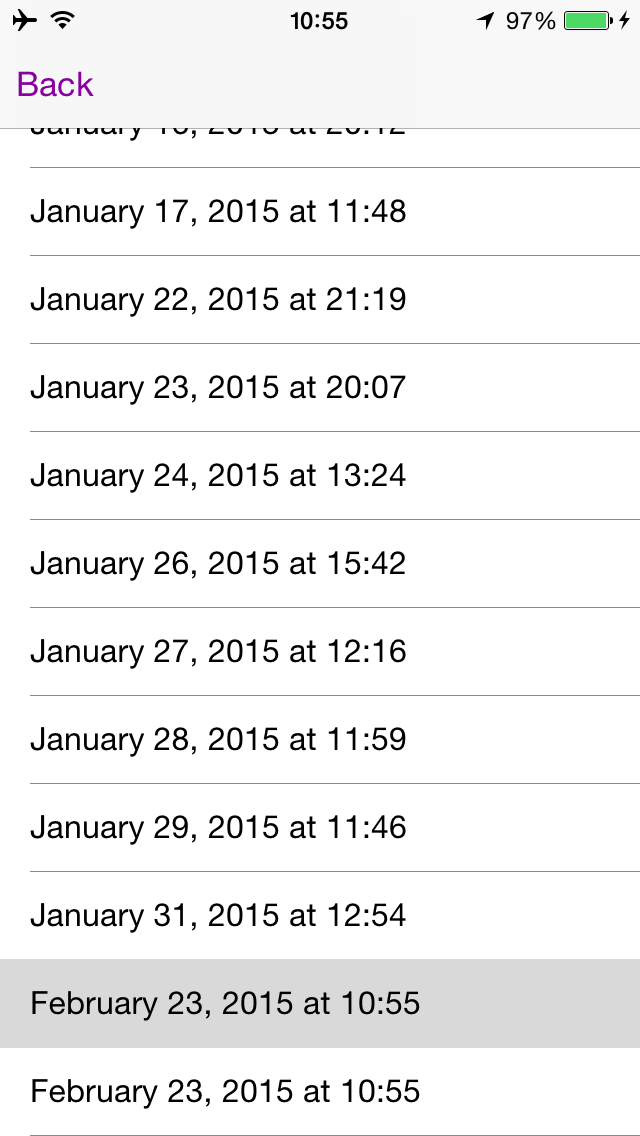 10:55
97%
Back
January 17, 2015 at 11:48
January 22, 2015 at 21:19
January 23, 2015 at 20:07
January 24, 2015 at 13:24
January 26, 2015 at 15:42
January 27, 2015 at 12:16
January 28, 2015 at 11:59
January 29, 2015 at 11:46
January 31, 2015 at 12:54
February 23, 2015 at 10:55
February 23, 2015 at 10:55